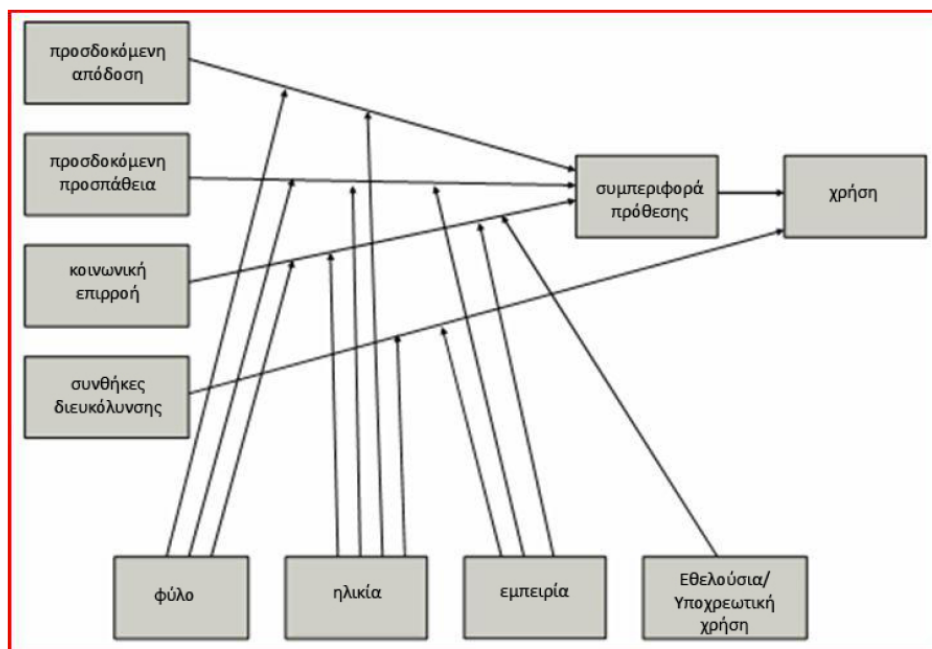 προσδοκόμενη
απόδοση
προσδοκόμενη
προσπάθεια
κοινωνική
επιρροή
συνθήκες
διευκόλυνσης
συμπεριφορά
πρόθεσης
χρήση
φύλο
ηλικία
εμπειρία
Εθελούσια/
Υποχρεωτική
χρήση